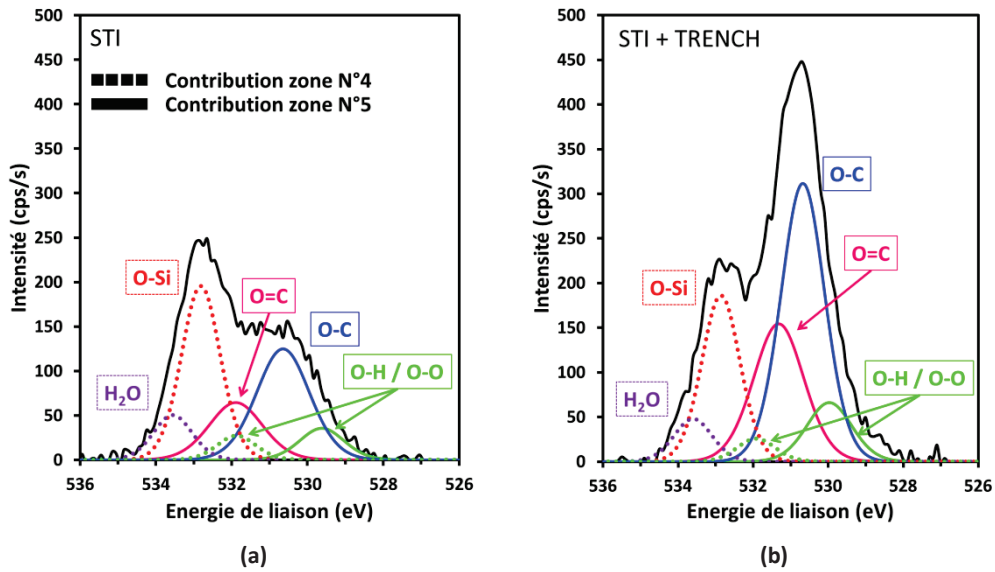 STI
Contribution zone N°4
Contribution zone N°5
500
450
400
350
300
250
200
150
100
50
0
Intensité (cps/s)
O-Si
O=C
O-C
O-H / O-O
H₂O
536
534
532
530
528
526
Energie de liaison (eV)
(a)
STI + TRENCH
500
450
400
350
300
250
200
150
100
50
0
Intensité (cps/s)
O-C
O=C
O-Si
O-H / O-O
H₂O
536
534
532
530
528
526
Energie de liaison (eV)
(b)